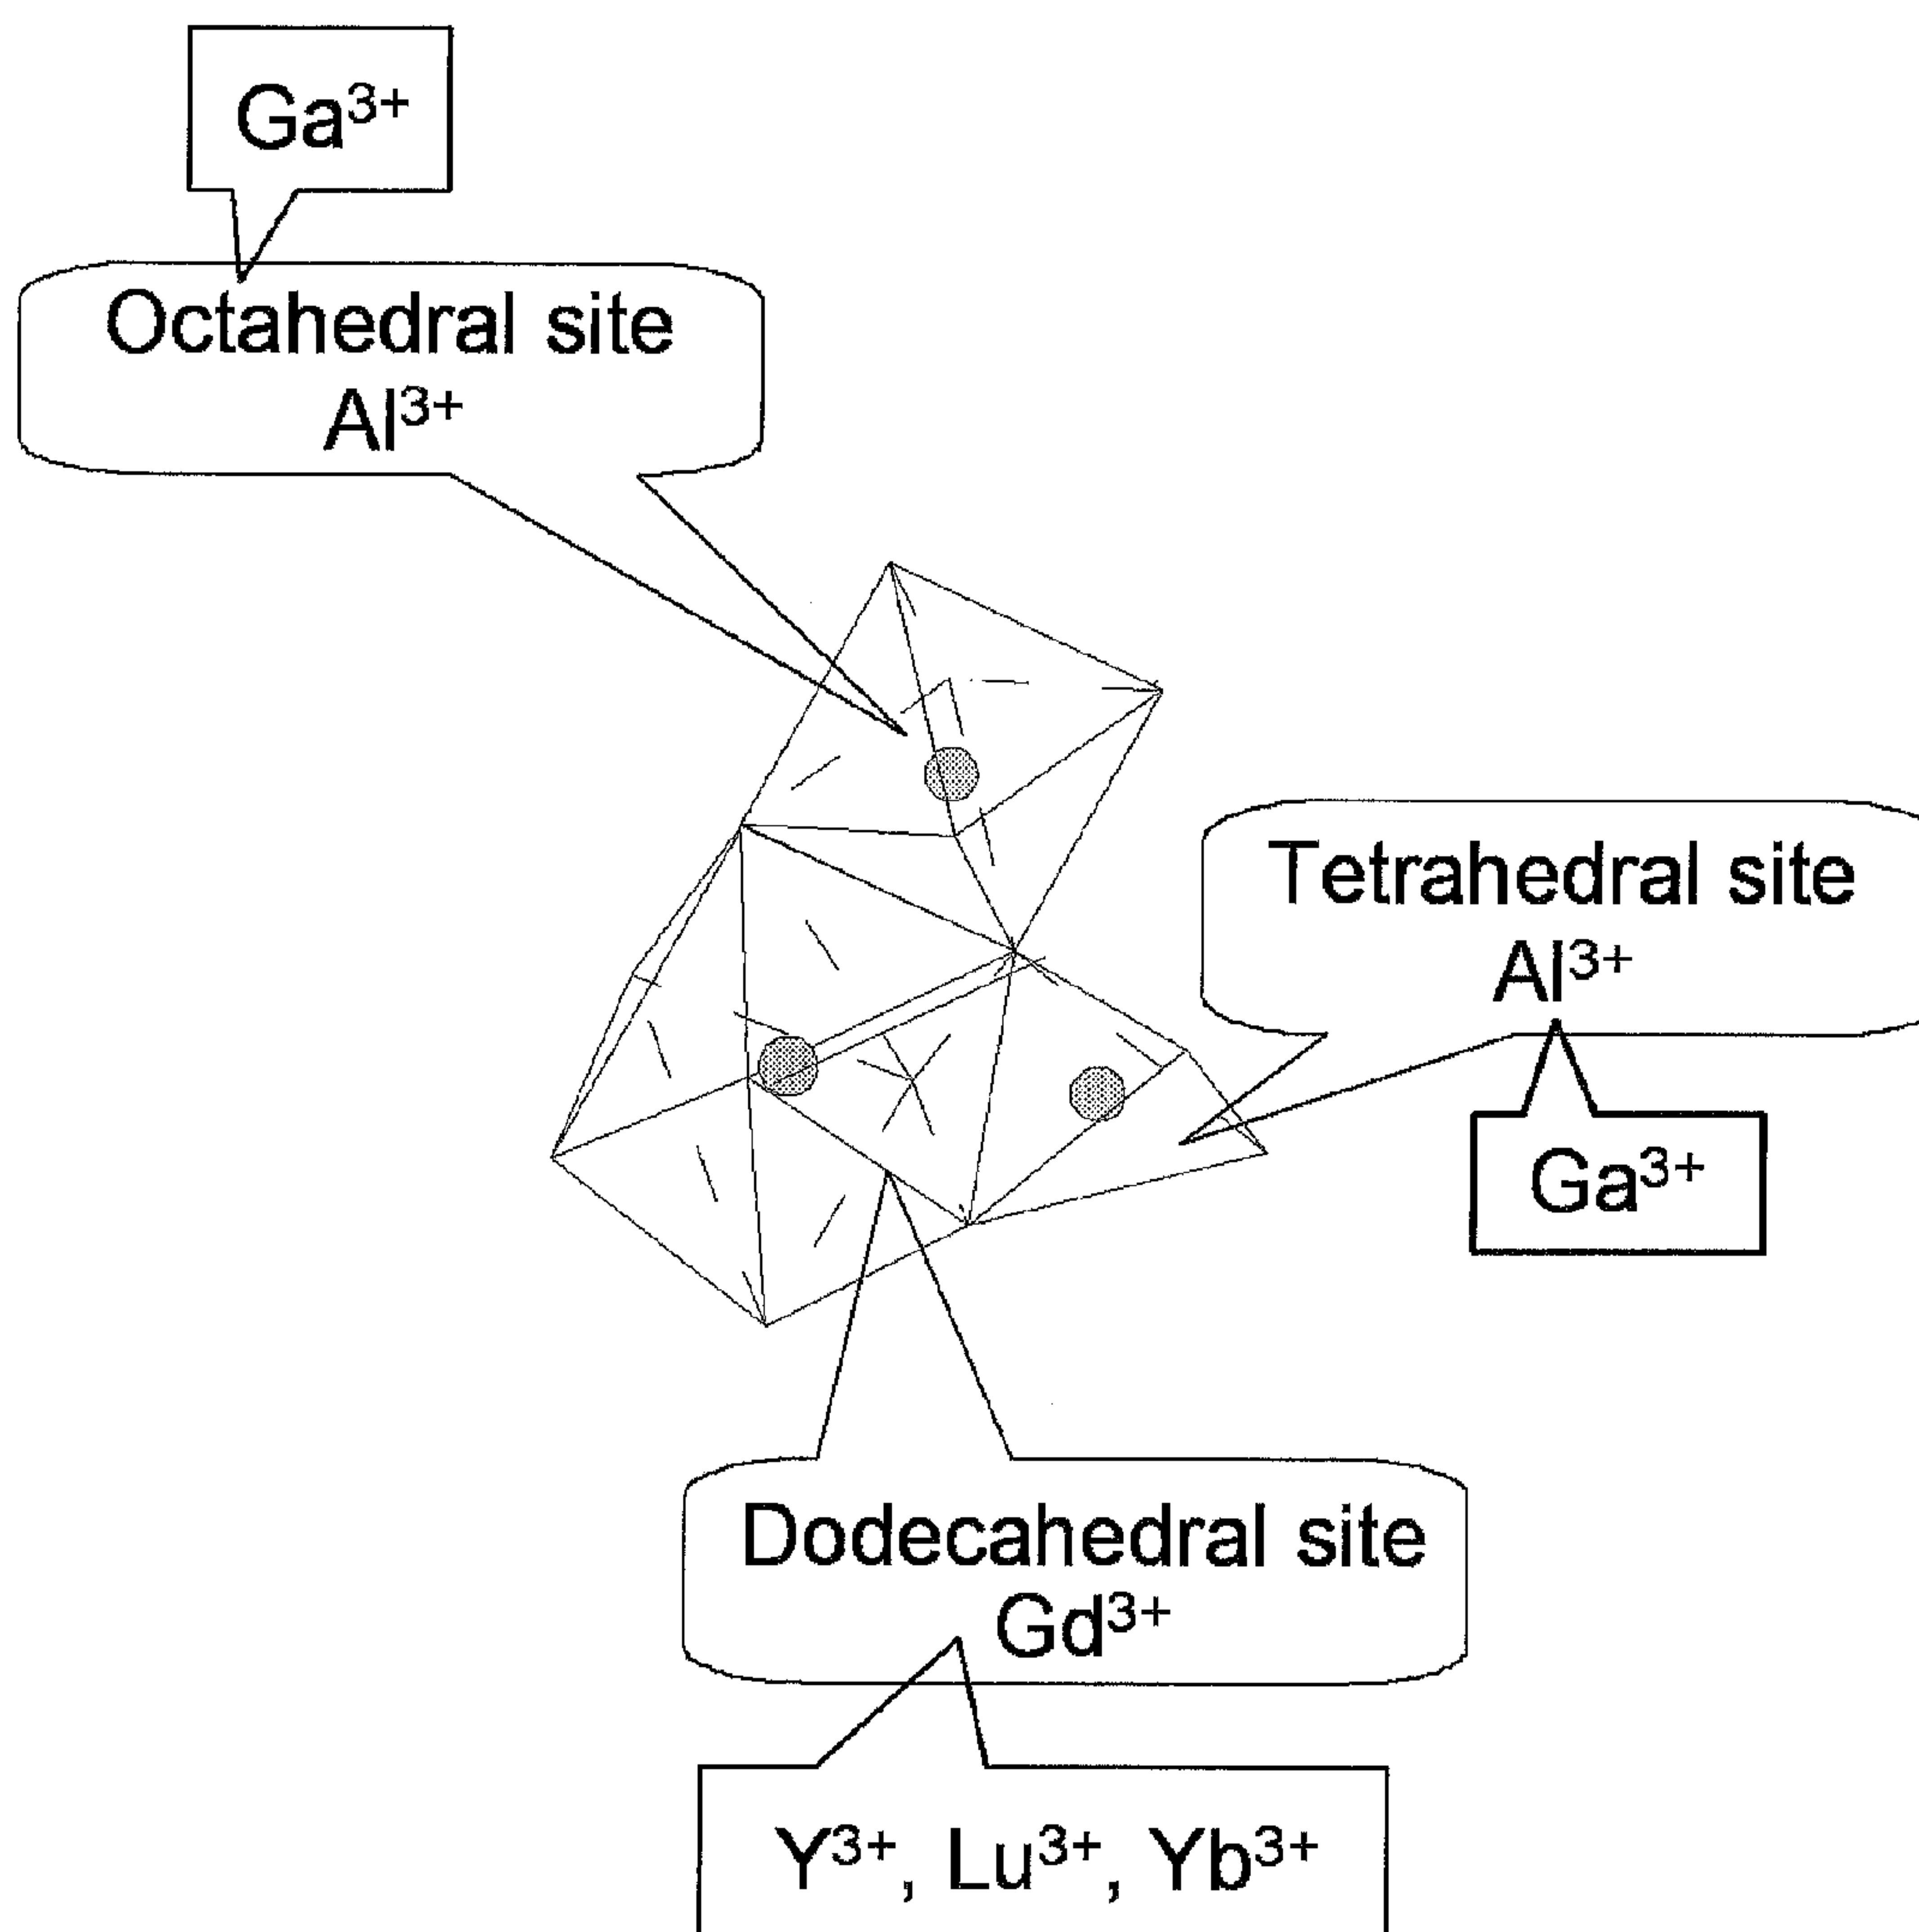 Ga³⁺
Octahedral site
Al³⁺
Tetrahedral site
Al³⁺
Ga³⁺
Dodecahedral site
Gd³⁺
Y³⁺, Lu³⁺, Yb³⁺